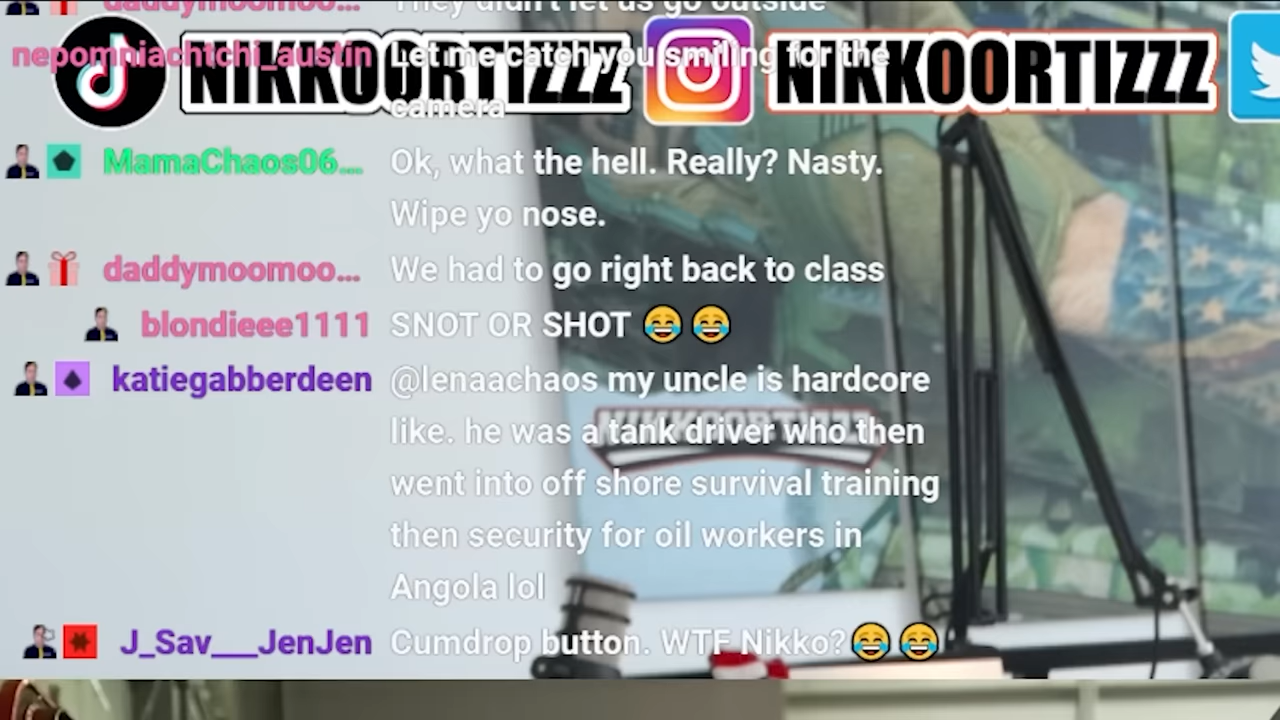 daddymoomoo... They didn't let us go outside
nepomniachtchi_austin Let me catch you smiling for the
NIKKOORTIZZZ NIKKOORTIZZZ
camera
MamaChaos06... Ok, what the hell. Really? Nasty.
Wipe yo nose.
daddymoomoo... We had to go right back to class
blondieee1111 SNOT OR SHOT 😂 😂
katiegabberdeen @lenaachaos my uncle is hardcore
like. he was a tank driver who then
NIKKOORTIZZZ
went into off shore survival training
then security for oil workers in
Angola lol
J_Sav___JenJen Cumdrop button. WTF Nikko? 😂 😂